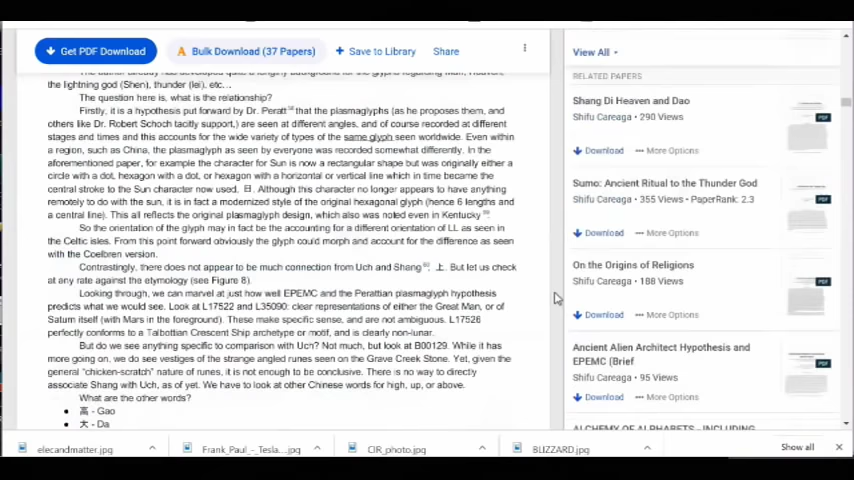 Get PDF Download
Bulk Download (37 Papers)
+ Save to Library
Share
the lightning god (Shen), thunder (lei), etc...
The question here is, what is the relationship?
Firstly, it is a hypothesis put forward by Dr. Peratt that the plasmaglyphs (as he proposes them, and
others like Dr. Robert Schoch tacitly support,) are seen at different angles, and of course recorded at different
stages and times and this accounts for the wide variety of types of the same glyph seen worldwide. Even within
a region, such as China, the plasmaglyph as seen by everyone was recorded somewhat differently. In the
aforementioned paper, for example the character for Sun is now a rectangular shape but was originally either a
circle with a dot, hexagon with a dot, or hexagon with a horizontal or vertical line which in time became the
central stroke to the Sun character now used. 日. Although this character no longer appears to have anything
remotely to do with the sun, it is in fact a modernized style of the original hexagonal glyph (hence 6 lengths and
a central line). This all reflects the original plasmaglyph design, which also was noted even in Kentucky
So the orientation of the glyph may in fact be the accounting for a different orientation of LL as seen in
the Celtic isles. From this point forward obviously the glyph could morph and account for the difference as seen
with the Coelbren version.
Contrastingly, there does not appear to be much connection from Uch and Shang , 上. But let us check
at any rate against the etymology (see Figure 8).
Looking through, we can marvel at just how well EPEMC and the Perattian plasmaglyph hypothesis
predicts what we would see. Look at L17522 and L35090: clear representations of either the Great Man, or of
Saturn itself (with Mars in the foreground). These make specific sense, and are not ambiguous. L17526
perfectly conforms to a Talbottian Crescent Ship archetype or motif, and is clearly non-lunar.
But do we see anything specific to comparison with Uch? Not much, but look at B00129. While it has
more going on, we do see vestiges of the strange angled runes seen on the Grave Creek Stone. Yet, given the
general "chicken-scratch" nature of runes, it is not enough to be conclusive. There is no way to directly
associate Shang with Uch, as of yet. We have to look at other Chinese words for high, up, or above.
What are the other words?
• 高 - Gao
• 大 - Da
View All
RELATED PAPERS
Shang Di Heaven and Dao
Shifu Careaga • 290 Views
Download ••• More Options
PDF
Sumo: Ancient Ritual to the Thunder God
Shifu Careaga • 355 Views • PaperRank: 2.3
Download ••• More Options
PDF
On the Origins of Religions
Shifu Careaga • 188 Views
Download ••• More Options
PDF
Ancient Alien Architect Hypothesis and
EPEMC (Brief
Shifu Careaga • 95 Views
Download ••• More Options
PDF
ALCHEMY OF ALPHABETS - INCLUDING
elecandmatter.jpg
Frank_Paul_-_Tesla....jpg
CIR_photo.jpg
BLIZZARD.jpg
Show all